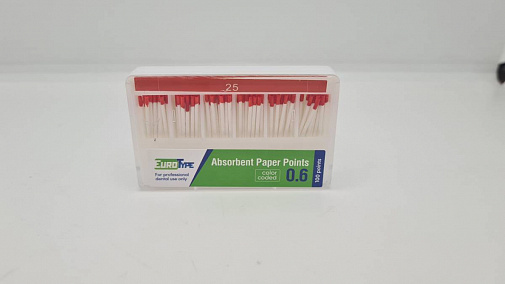 25
EUROTYPE
For professional
dental use only
Absorbent Paper Points
color
coded
0.6
100 points